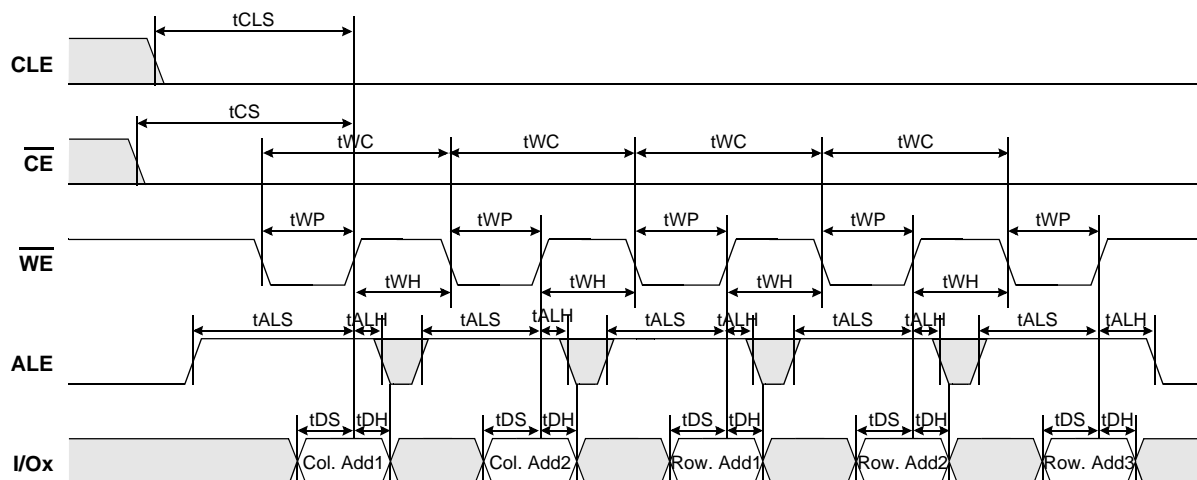 tCLS
CLE
tCS
CE
tWC tWC tWC tWC
tWP tWP tWP tWP tWP
WE
tWH tWH tWH tWH
tALS tALH tALS tALH tALS tALH tALS tALH tALS tALH
ALE
tDS tDH tDS tDH tDS tDH tDS tDH tDS tDH
I/Ox Col. Add1 Col. Add2 Row. Add1 Row. Add2 Row. Add3